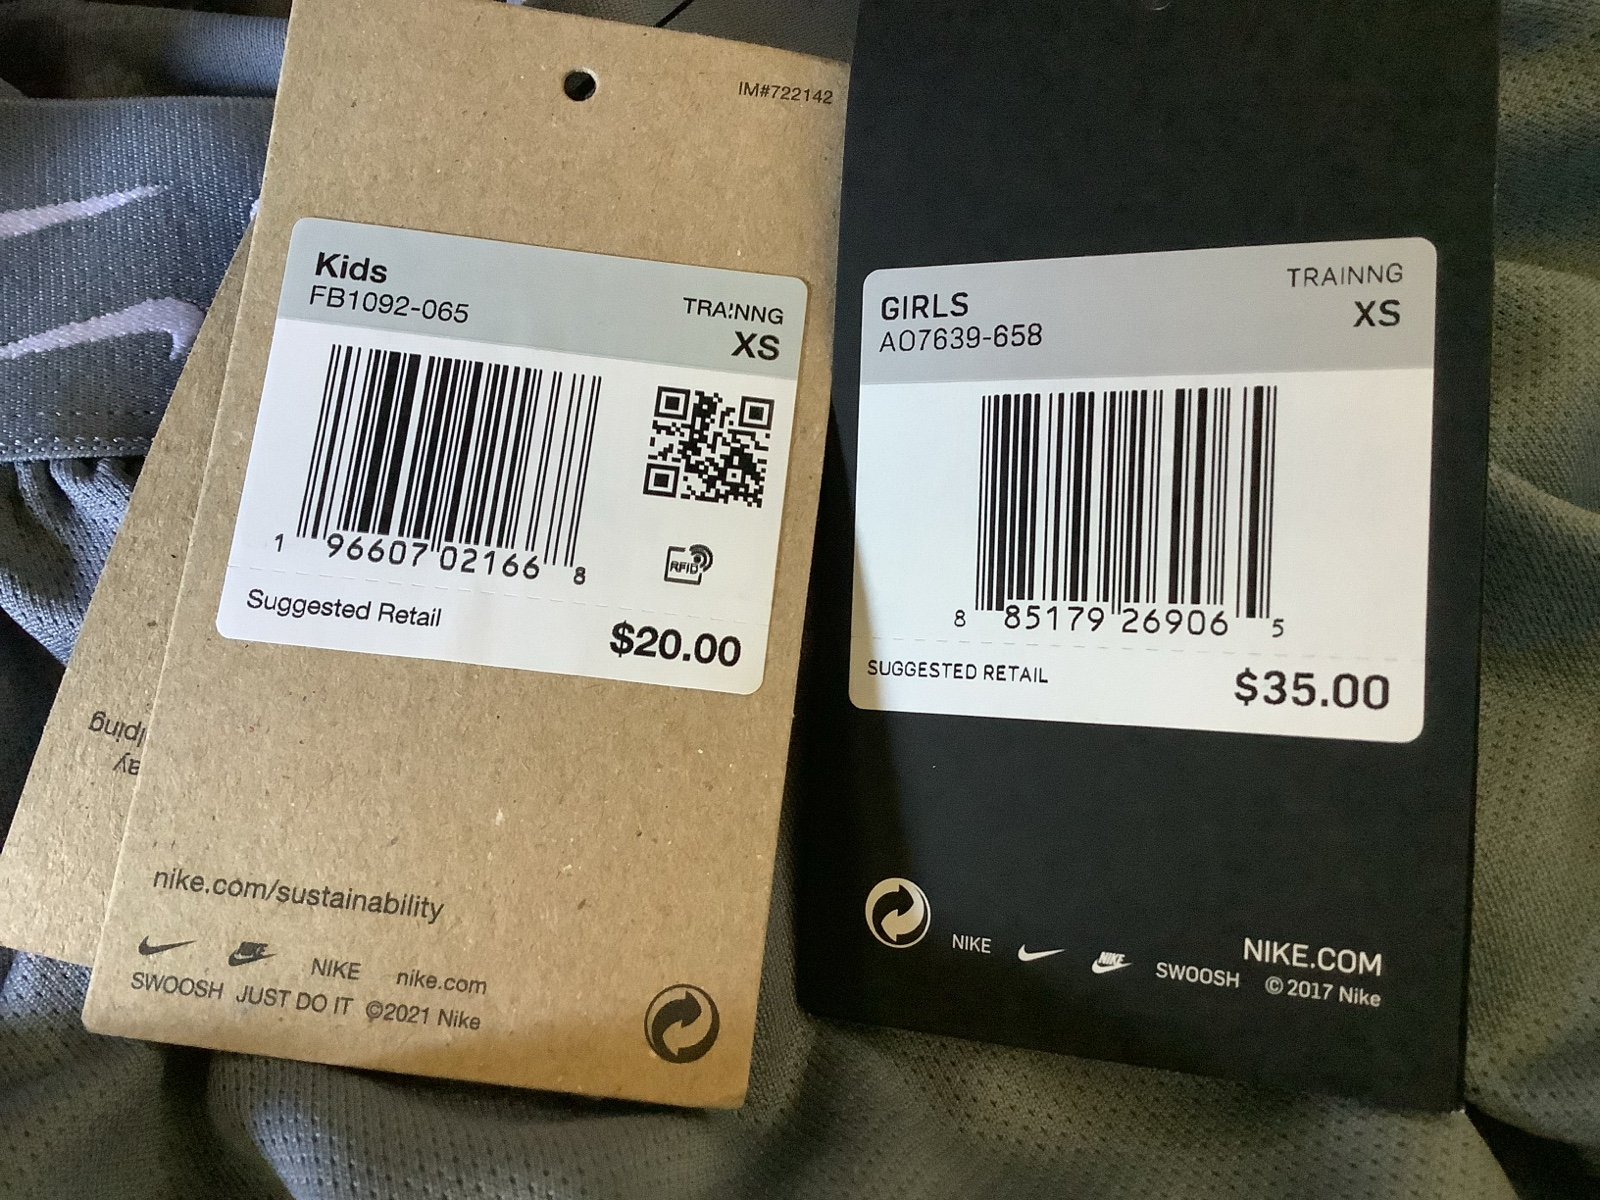 IM#722142
Kids
FB1092-065
TRAINNG
XS
1 96607 02166 8
RFID
Suggested Retail
$20.00
nike.com/sustainability
NIKE nike.com
SWOOSH JUST DO IT ©2021 Nike
GIRLS
AO7639-658
TRAINNG
XS
8 85179 26906 5
SUGGESTED RETAIL
$35.00
NIKE NIKE SWOOSH
NIKE.COM
©2017 Nike